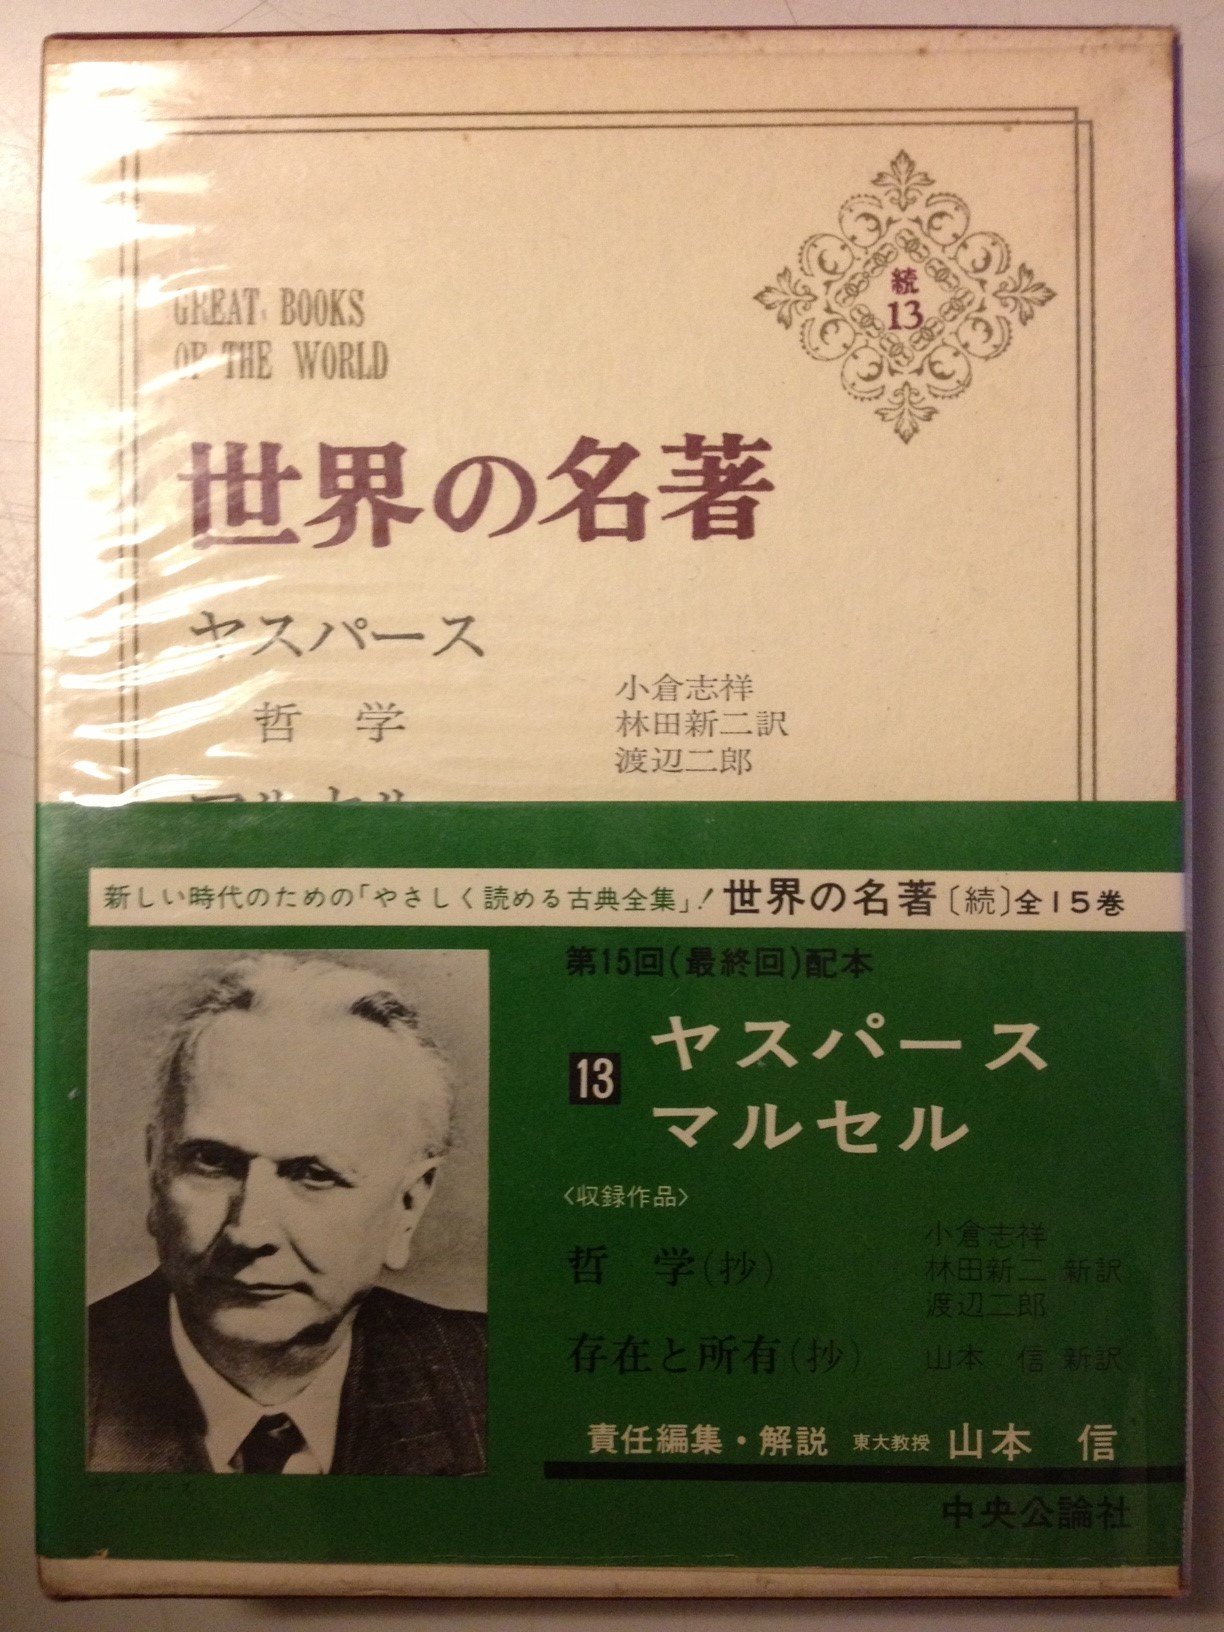 続
13
GREAT BOOKS
OF THE WORLD
世界の名著
ヤスパース
哲 学
小倉志祥
林田新二訳
渡辺二郎
マルセル
新しい時代のための「やさしく読める古典全集」! 世界の名著〔続〕全15巻
第15回(最終回)配本
13
ヤスパース
マルセル
〈収録作品〉
哲 学(抄)
小倉志祥
林田新二 新訳
渡辺二郎
存在と所有(抄) 山本 信 新訳
責任編集・解説 東大教授 山本 信
中央公論社